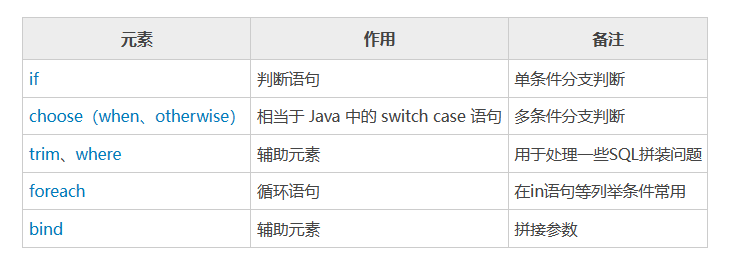 元素 作用 备注
if 判断语句 单条件分支判断
choose（when、otherwise） 相当于 Java 中的 switch case 语句 多条件分支判断
trim、where 辅助元素 用于处理一些SQL拼装问题
foreach 循环语句 在in语句等列举条件常用
bind 辅助元素 拼接参数